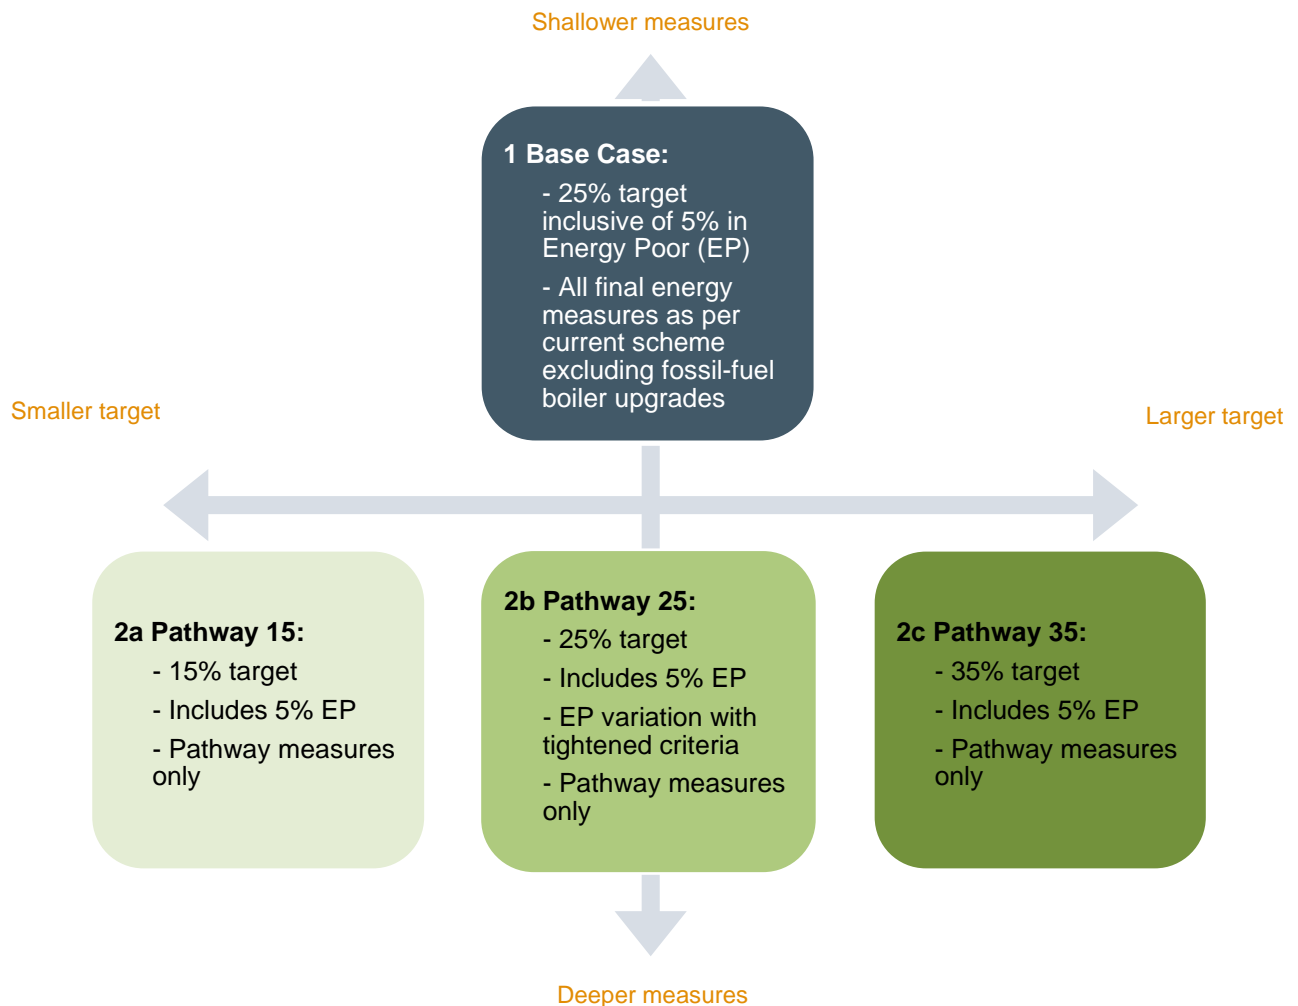 Shallower measures
1 Base Case:
- 25% target
inclusive of 5% in
Energy Poor (EP)
- All final energy
measures as per
current scheme
excluding fossil-fuel
boiler upgrades
Smaller target
Larger target
2a Pathway 15:
- 15% target
- Includes 5% EP
- Pathway measures
only
2b Pathway 25:
- 25% target
- Includes 5% EP
- EP variation with
tightened criteria
- Pathway measures
only
2c Pathway 35:
- 35% target
- Includes 5% EP
- Pathway measures
only
Deeper measures